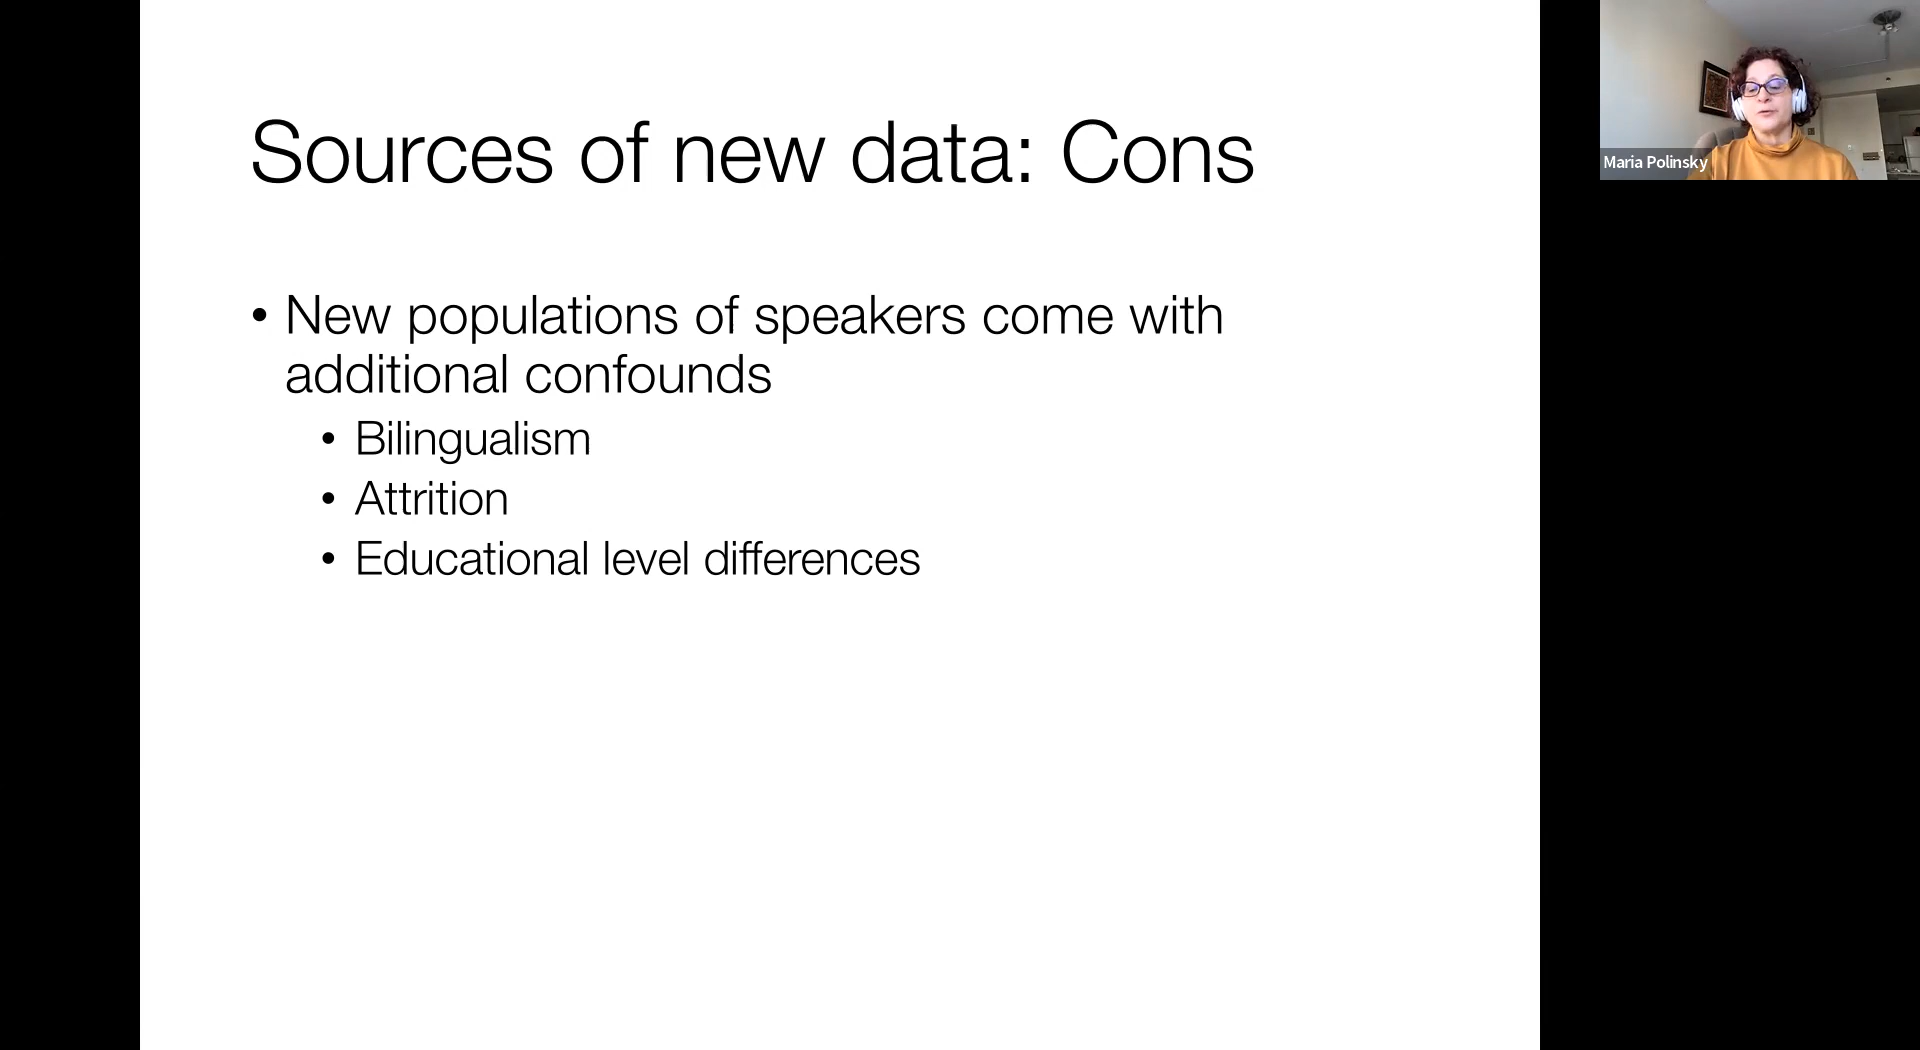 Sources of new data: Cons
• New populations of speakers come with
additional confounds
• Bilingualism
• Attrition
• Educational level differences
Maria Polinsky